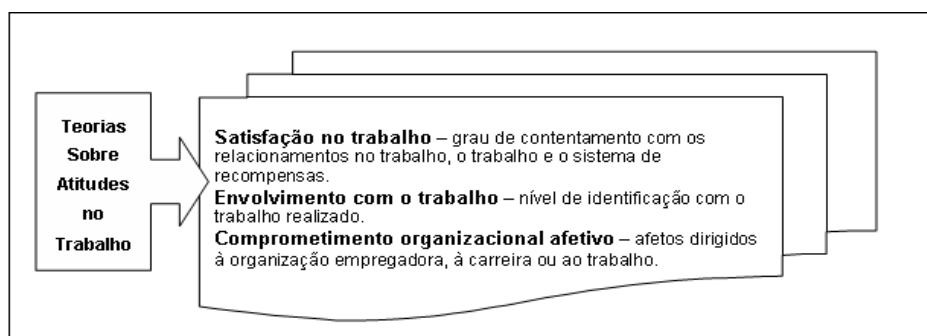 Teorias
Sobre
Atitudes
no
Trabalho
Satisfação no trabalho – grau de contentamento com os
relacionamentos no trabalho, o trabalho e o sistema de
recompensas.
Envolvimento com o trabalho – nível de identificação com o
trabalho realizado.
Comprometimento organizacional afetivo – afetos dirigidos
à organização empregadora, à carreira ou ao trabalho.